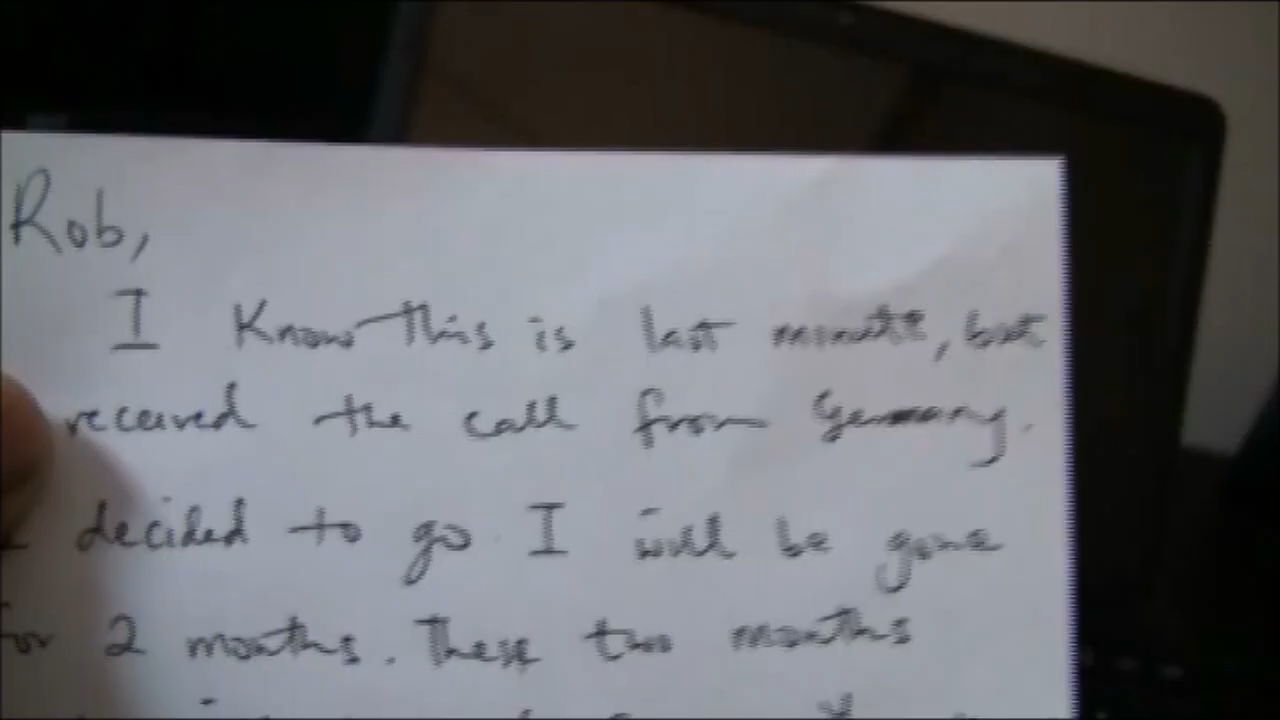 Rob,
I Know this is last minute, but
received the call from Germany.
I decided to go I will be gone
for 2 months. These two months